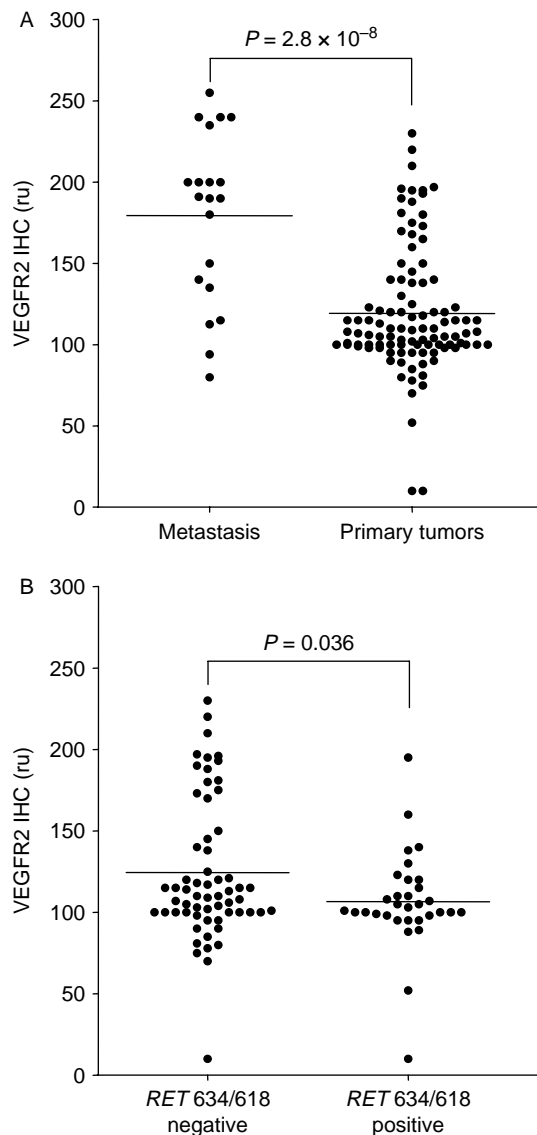 A
P = 2.8 × 10⁻⁸
300
250
200
150
100
50
0
VEGFR2 IHC (ru)
Metastasis
Primary tumors
B
P = 0.036
300
250
200
150
100
50
0
VEGFR2 IHC (ru)
RET 634/618
negative
RET 634/618
positive